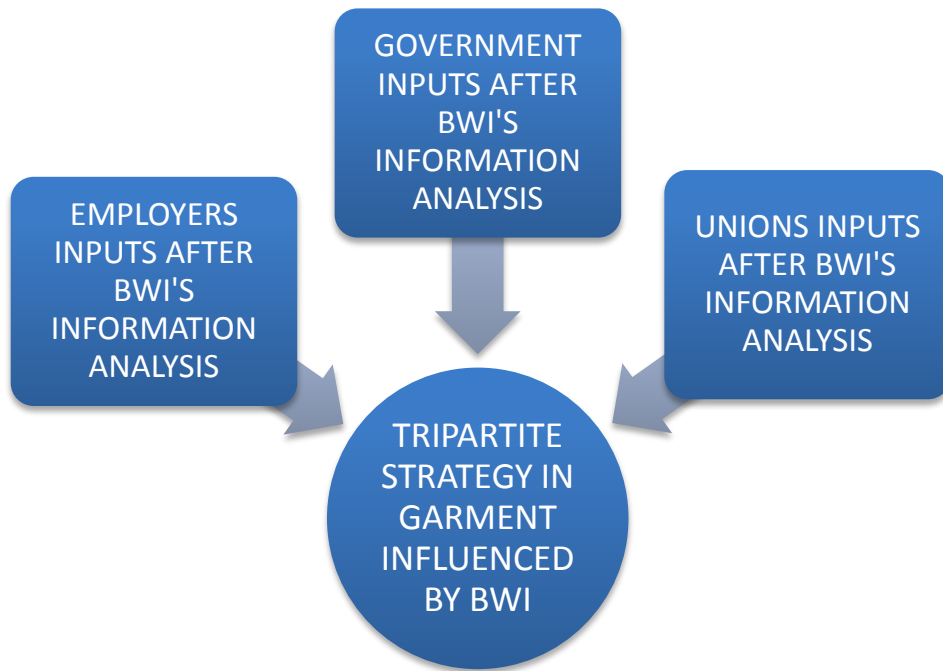 GOVERNMENT
INPUTS AFTER
BWI'S
INFORMATION
ANALYSIS
EMPLOYERS
INPUTS AFTER
BWI'S
INFORMATION
ANALYSIS
UNIONS INPUTS
AFTER BWI'S
INFORMATION
ANALYSIS
TRIPARTITE
STRATEGY IN
GARMENT
INFLUENCED
BY BWI